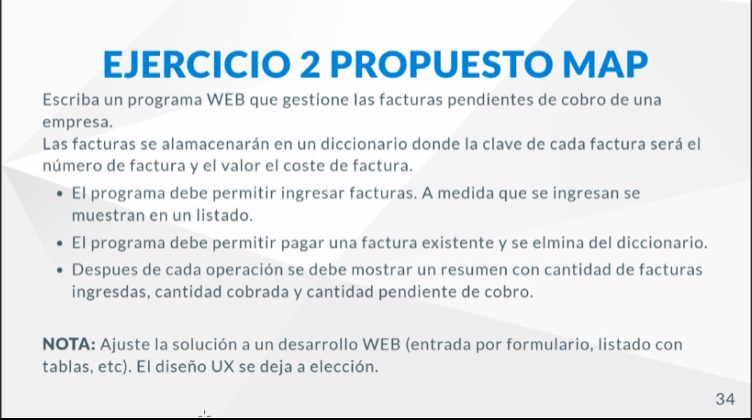 EJERCICIO 2 PROPUESTO MAP
Escriba un programa WEB que gestione las facturas pendientes de cobro de una
empresa.
Las facturas se alamacenarán en un diccionario donde la clave de cada factura será el
número de factura y el valor el coste de factura.
• El programa debe permitir ingresar facturas. A medida que se ingresan se
muestran en un listado.
• El programa debe permitir pagar una factura existente y se elmina del diccionario.
• Despues de cada operación se debe mostrar un resumen con cantidad de facturas
ingresdas, cantidad cobrada y cantidad pendiente de cobro.
NOTA: Ajuste la solución a un desarrollo WEB (entrada por formulario, listado con
tablas, etc). El diseño UX se deja a elección.
34